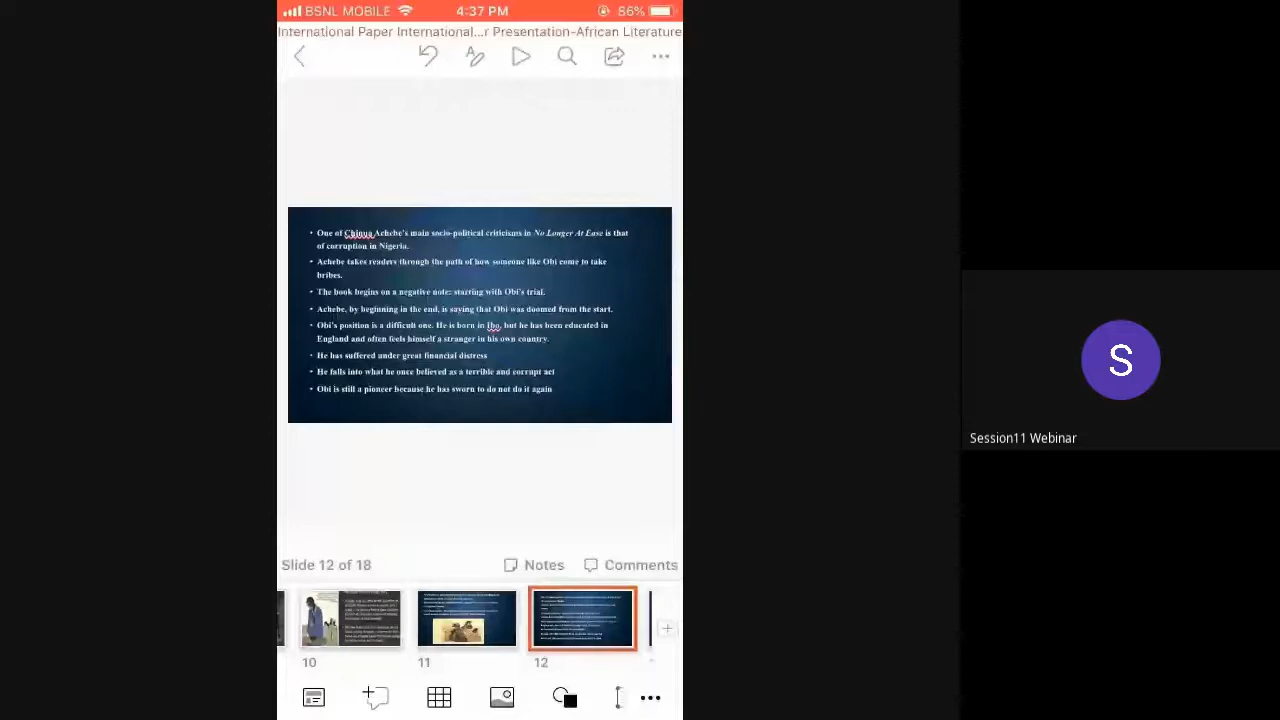 BSNL MOBILE 4:37 PM 86%
International Paper International...r Presentation-African Literature
• One of Chinua Achebe's main socio-political criticisms in No Longer At Ease is that
of corruption in Nigeria.
• Achebe takes readers through the path of how someone like Obi come to take
bribes.
• The book begins on a negative note: starting with Obi's trial.
• Achebe, by beginning in the end, is saying that Obi was doomed from the start.
• Obi's position is a difficult one. He is born in Ibo, but he has been educated in
England and often feels himself a stranger in his own country.
• He has suffered under great financial distress
• He falls into what he once believed as a terrible and corrupt act
• Obi is still a pioneer because he has sworn to do not do it again
S
Session11 Webinar
Slide 12 of 18
Notes
Comments
10
11
12